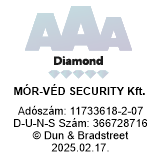 AAA
Diamond
MÓR-VÉD SECURITY Kft.
Adószám: 11733618-2-07
D-U-N-S Szám: 366728716
© Dun & Bradstreet
2025.02.17.